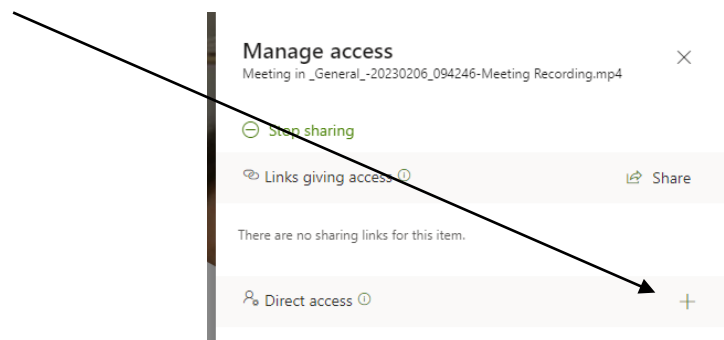 Manage access
Meeting in _General_-20230206_094246-Meeting Recording.mp4
Stop sharing
Links giving access
Share
There are no sharing links for this item.
Direct access